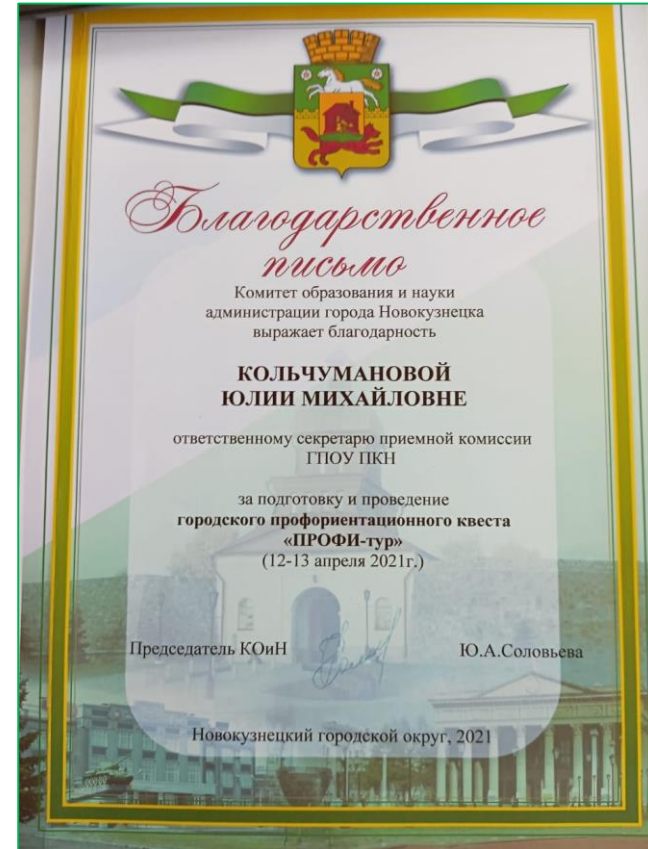 Благодарственное
письмо
Комитет образования и науки
администрации города Новокузнецка
выражает благодарность
КОЛЬЧУМАНОВОЙ
ЮЛИИ МИХАЙЛОВНЕ
ответственному секретарю приемной комиссии
ГПОУ ПКН
за подготовку и проведение
городского профориентационного квеста
«ПРОФИ-тур»
(12-13 апреля 2021г.)
Председатель КОиН Ю.А.Соловьева
Новокузнецкий городской округ, 2021